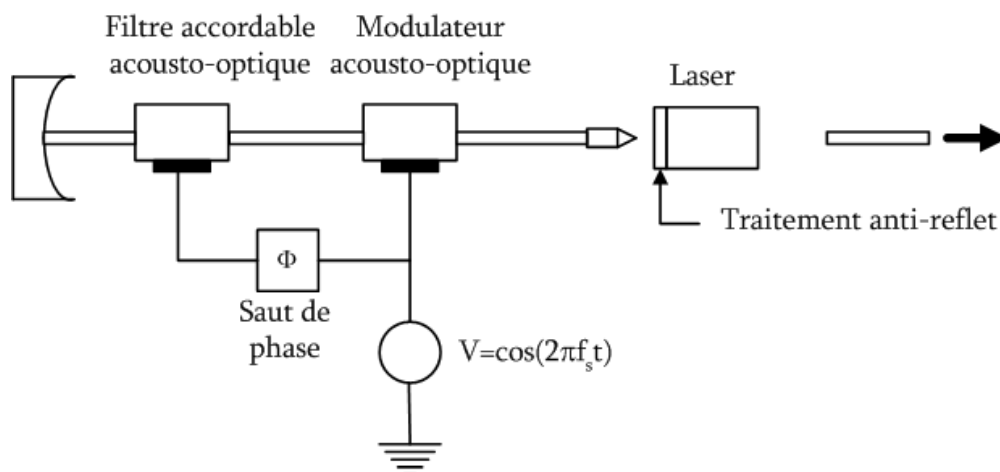 Filtre accordable
acousto-optique
Modulateur
acousto-optique
Laser
Traitement anti-reflet
Φ
Saut de
phase
V=cos(2πfₛt)